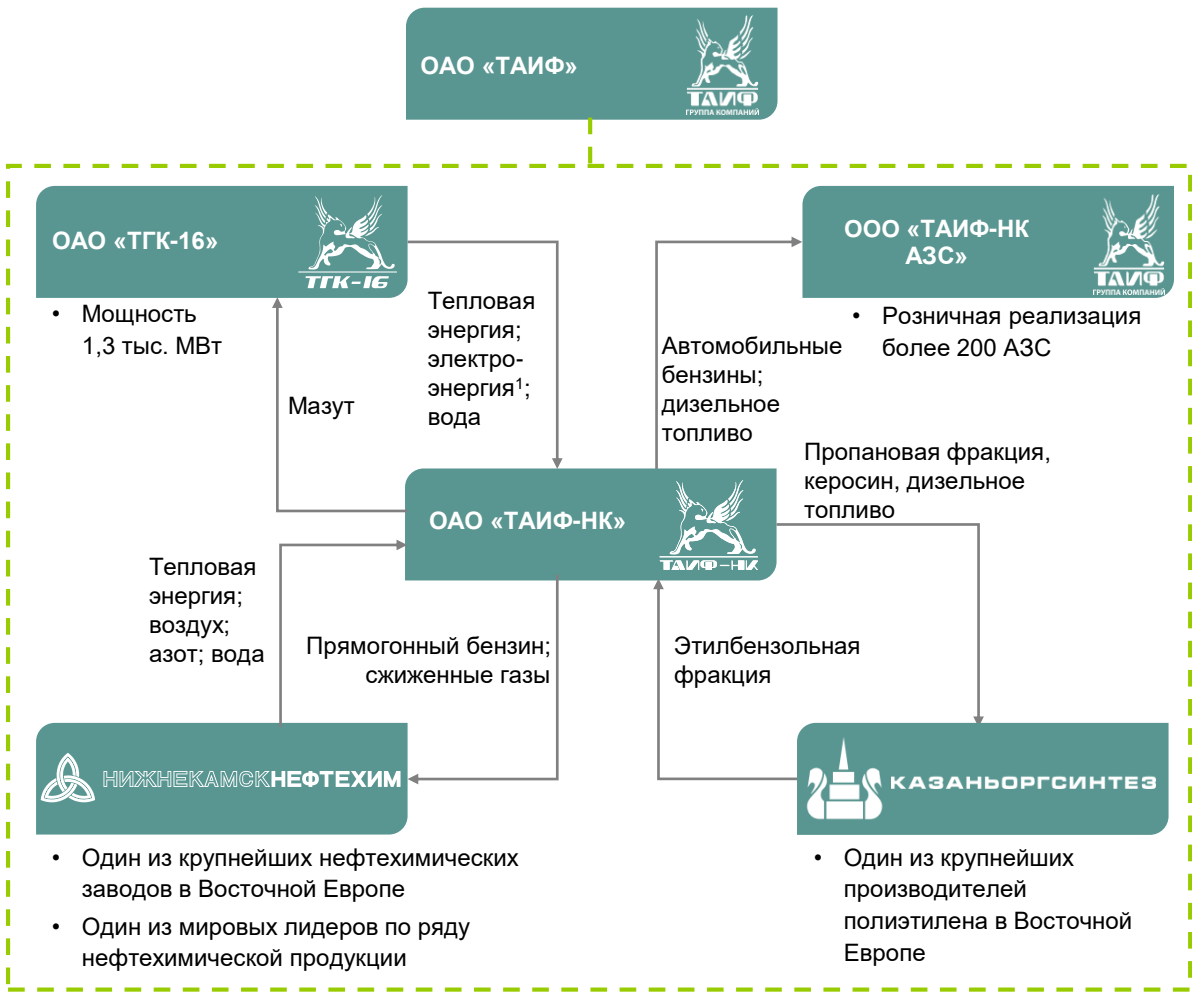 ОАО «ТАИФ»
ТАИФ
ГРУППА КОМПАНИЙ
ОАО «ТГК-16»
ТГК-16
• Мощность
1,3 тыс. МВт
ООО «ТАИФ-НК
АЗС»
ТАИФ
ГРУППА КОМПАНИЙ
• Розничная реализация
более 200 АЗС
Мазут
Тепловая
энергия;
электро-
энергия¹;
вода
Автомобильные
бензины;
дизельное
топливо
Пропановая фракция,
керосин, дизельное
топливо
ОАО «ТАИФ-НК»
ТАИФ-НК
Тепловая
энергия;
воздух;
азот; вода
Прямогонный бензин;
сжиженные газы
Этилбензольная
фракция
НИЖНЕКАМСКНЕФТЕХИМ
• Один из крупнейших нефтехимических
заводов в Восточной Европе
• Один из мировых лидеров по ряду
нефтехимической продукции
КАЗАНЬОРГСИНТЕЗ
• Один из крупнейших
производителей
полиэтилена в Восточной
Европе